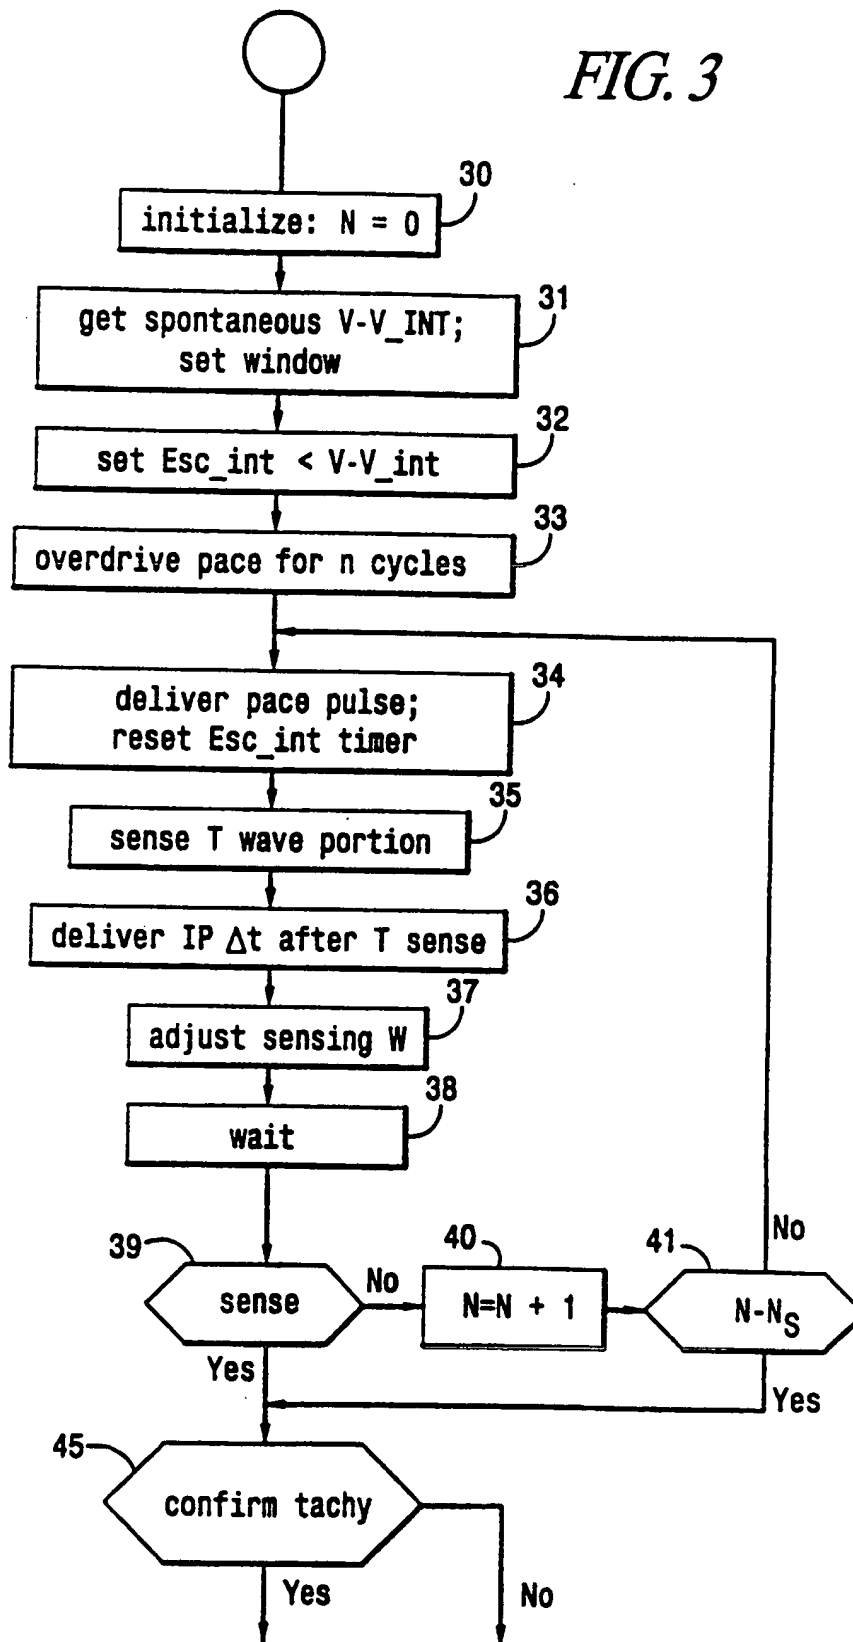 FIG. 3
30
initialize: N = 0
31
get spontaneous V-V_INT;
set window
32
set Esc_int < V-V_int
33
overdrive pace for n cycles
34
deliver pace pulse;
reset Esc_int timer
35
sense T wave portion
36
deliver IP Δt after T sense
37
adjust sensing W
38
wait
39
sense
No
40
N=N + 1
41
N-NS
No
Yes
Yes
45
confirm tachy
Yes
No